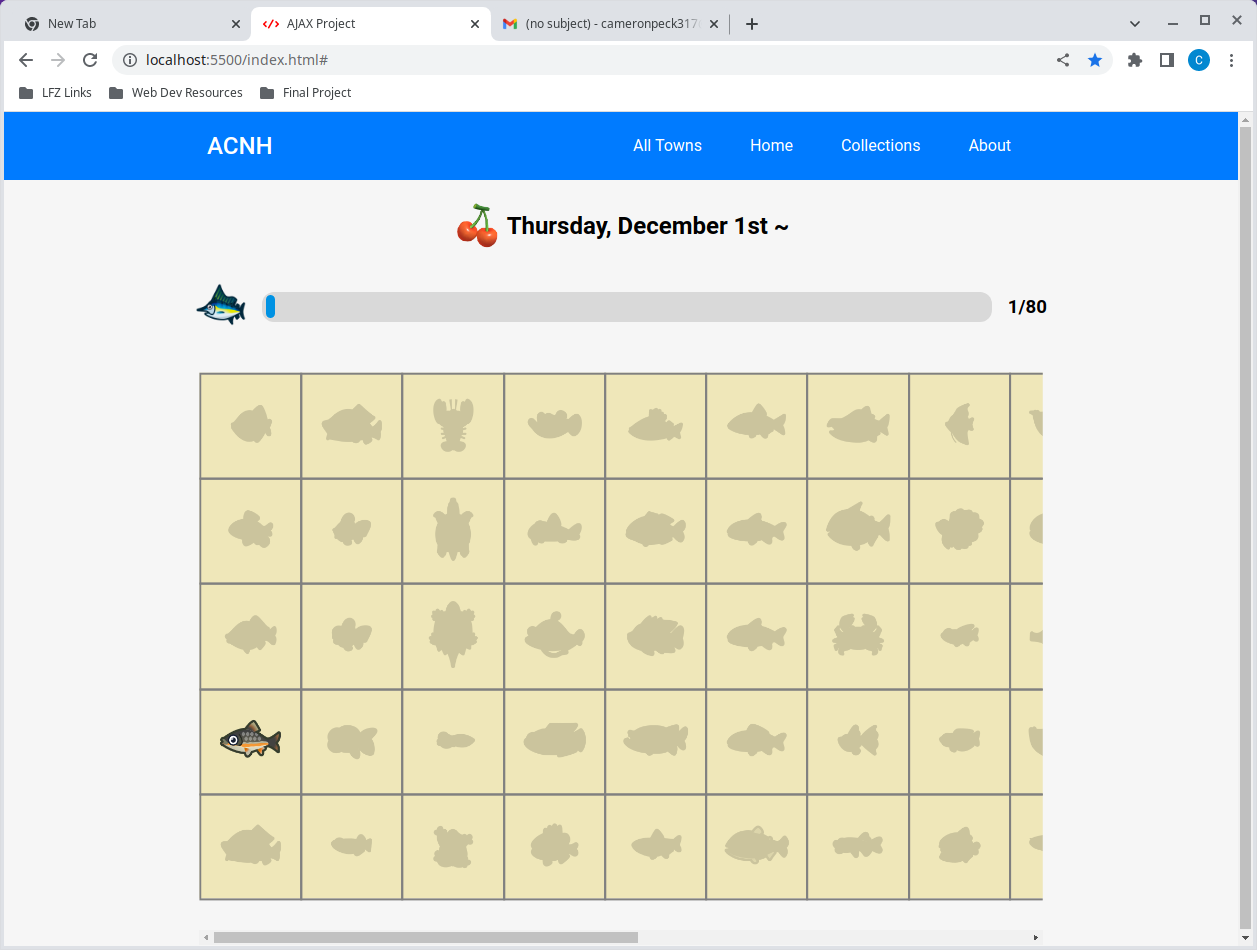 New Tab
AJAX Project
(no subject) - cameronpeck317
localhost:5500/index.html#
C
LFZ Links
Web Dev Resources
Final Project
ACNH
All Towns
Home
Collections
About
Thursday, December 1st ~
1/80